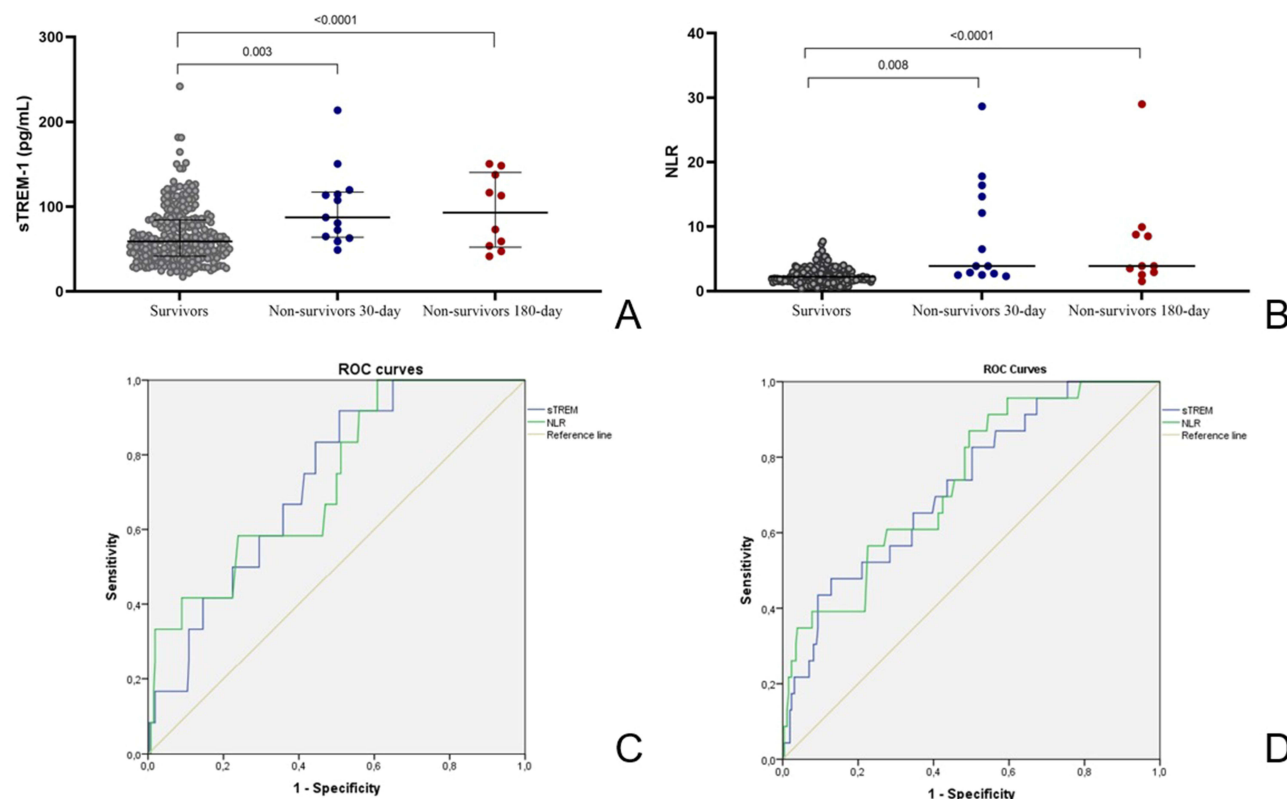 <0.0001
0.003
300
200
100
0
sTREM-1 (pg/mL)
Survivors
Non-survivors 30-day
Non-survivors 180-day
A
<0.0001
0.008
40
30
20
10
0
NLR
Survivors
Non-survivors 30-day
Non-survivors 180-day
B
ROC curves
1,0
0,8
0,6
0,4
0,2
0,0
Sensitivity
0,0 0,2 0,4 0,6 0,8 1,0
1 - Specificity
sTREM
NLR
Reference line
C
ROC Curves
1,0
0,8
0,6
0,4
0,2
0,0
Sensitivity
0,0 0,2 0,4 0,6 0,8 1,0
1 - Specificity
sTREM
NLR
Reference line
D